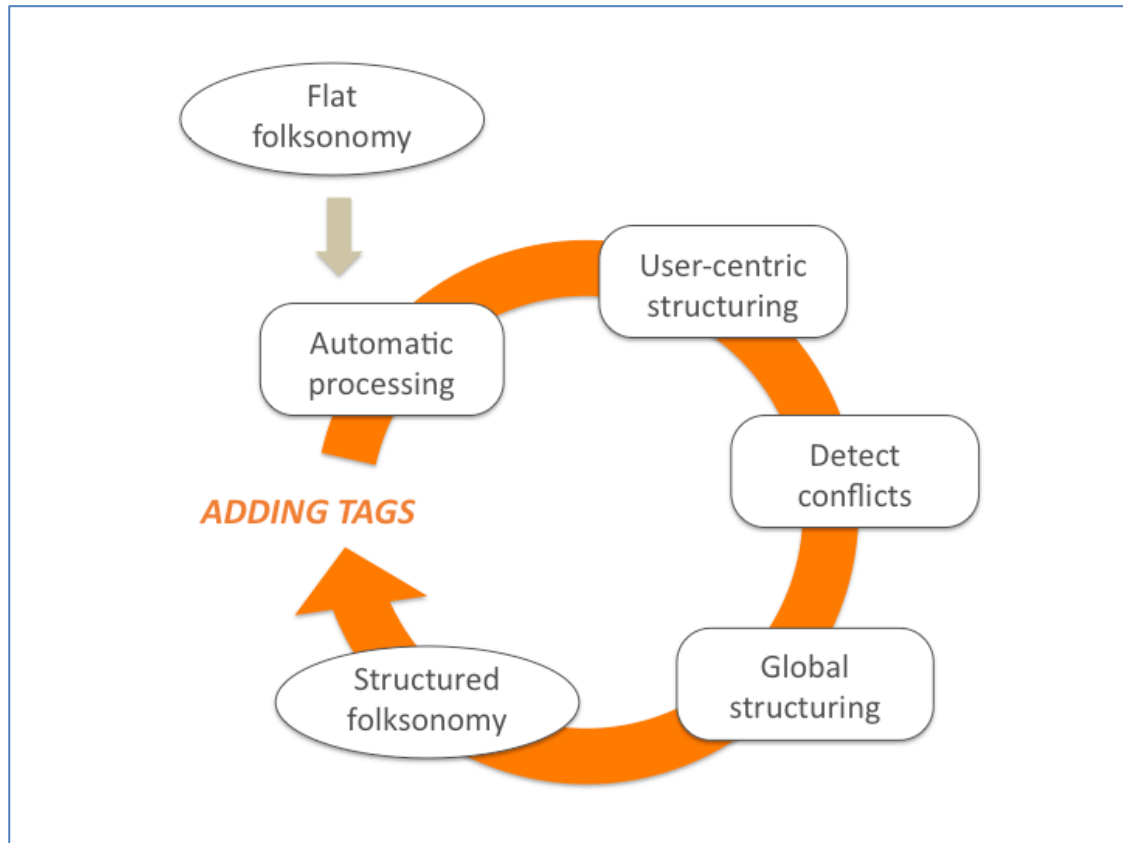 Flat
folksonomy
User-centric
structuring
Automatic
processing
Detect
conflicts
ADDING TAGS
Global
structuring
Structured
folksonomy